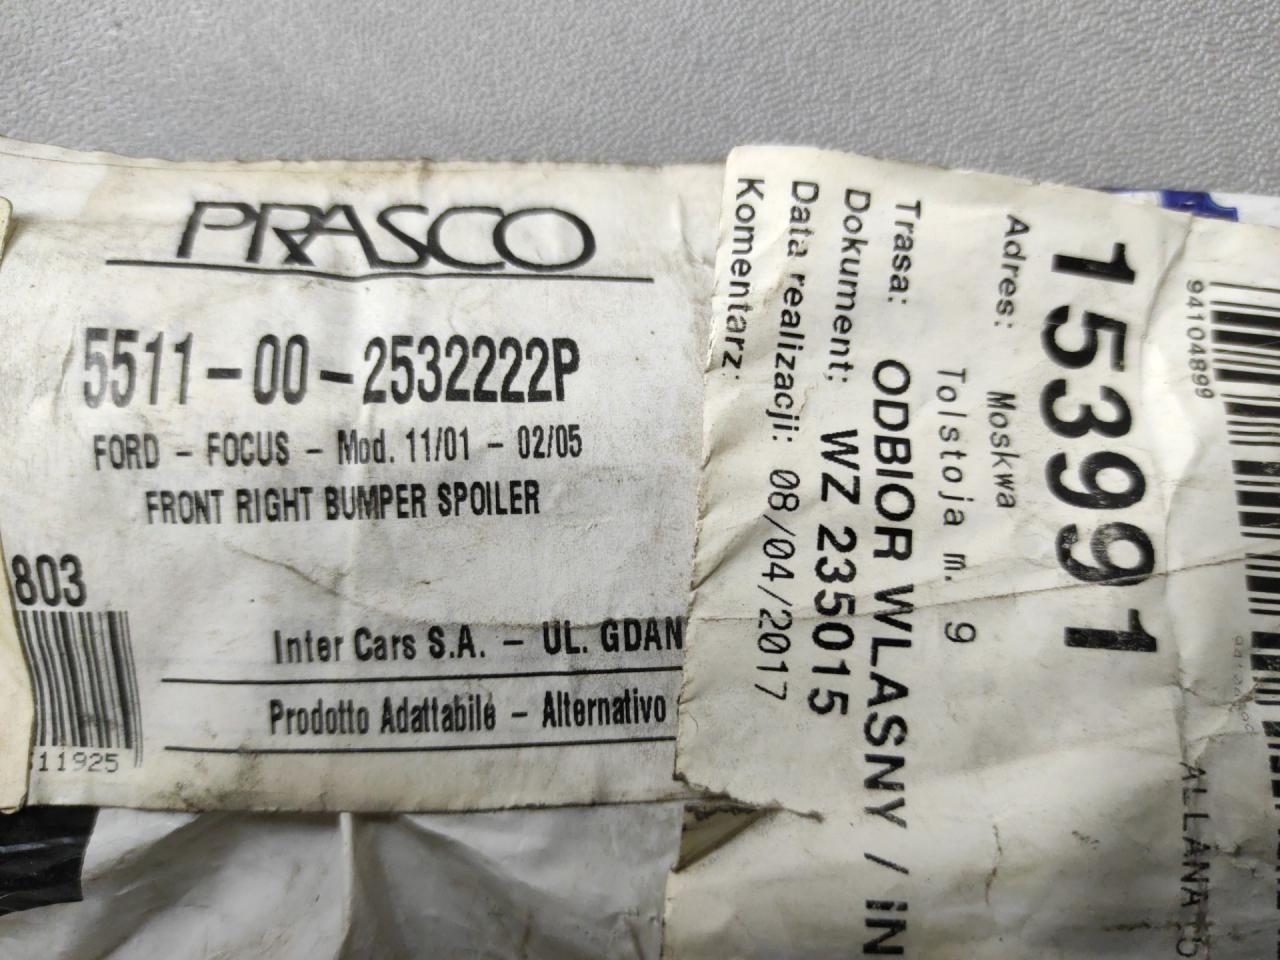 PRASCO
5511-00-2532222P
FORD - FOCUS - Mod. 11/01 - 02/05
FRONT RIGHT BUMPER SPOILER
803
11925
Inter Cars S.A. - UL. GDAN
Prodotto Adattabile - Alternativo
94104899
153991
Adres: Moskwa
Tolstoja m. 9
Trasa: ODBIOR WLASNY / iN
Dokument: WZ 235015
Data realizacji: 08/04/2017
Komentarz: